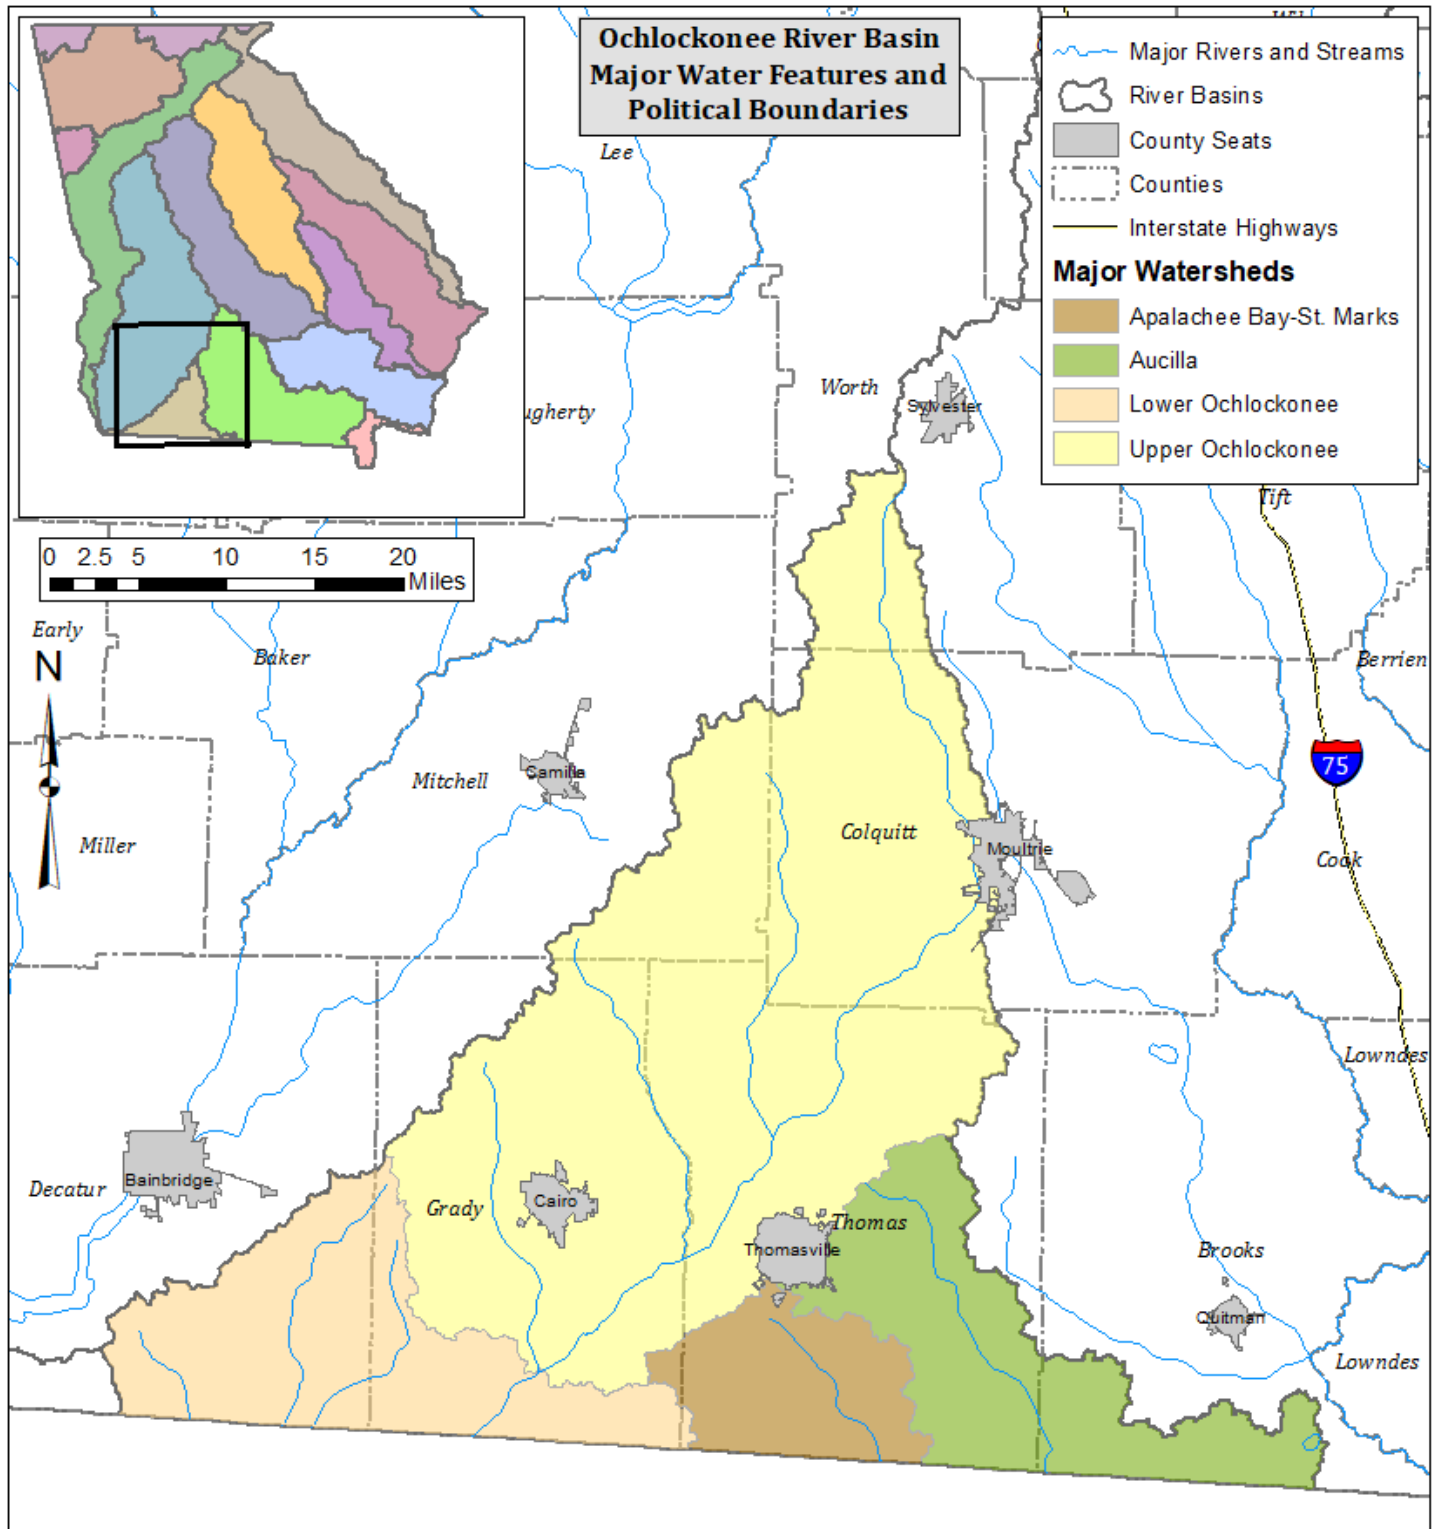 Ochlockonee River Basin
Major Water Features and
Political Boundaries
Major Rivers and Streams
River Basins
County Seats
Counties
Interstate Highways
Major Watersheds
Apalachee Bay-St. Marks
Aucilla
Lower Ochlockonee
Upper Ochlockonee
Lee
Worth
ugherty
Sylvester
Tift
0 2.5 5 10 15 20
Miles
Early
N
Baker
Berrien
75
Mitchell
Camilla
Miller
Colquitt
Moultrie
Cook
Lowndes
Decatur
Bainbridge
Grady
Cairo
Thomas
Thomasville
Brooks
Quitman
Lowndes